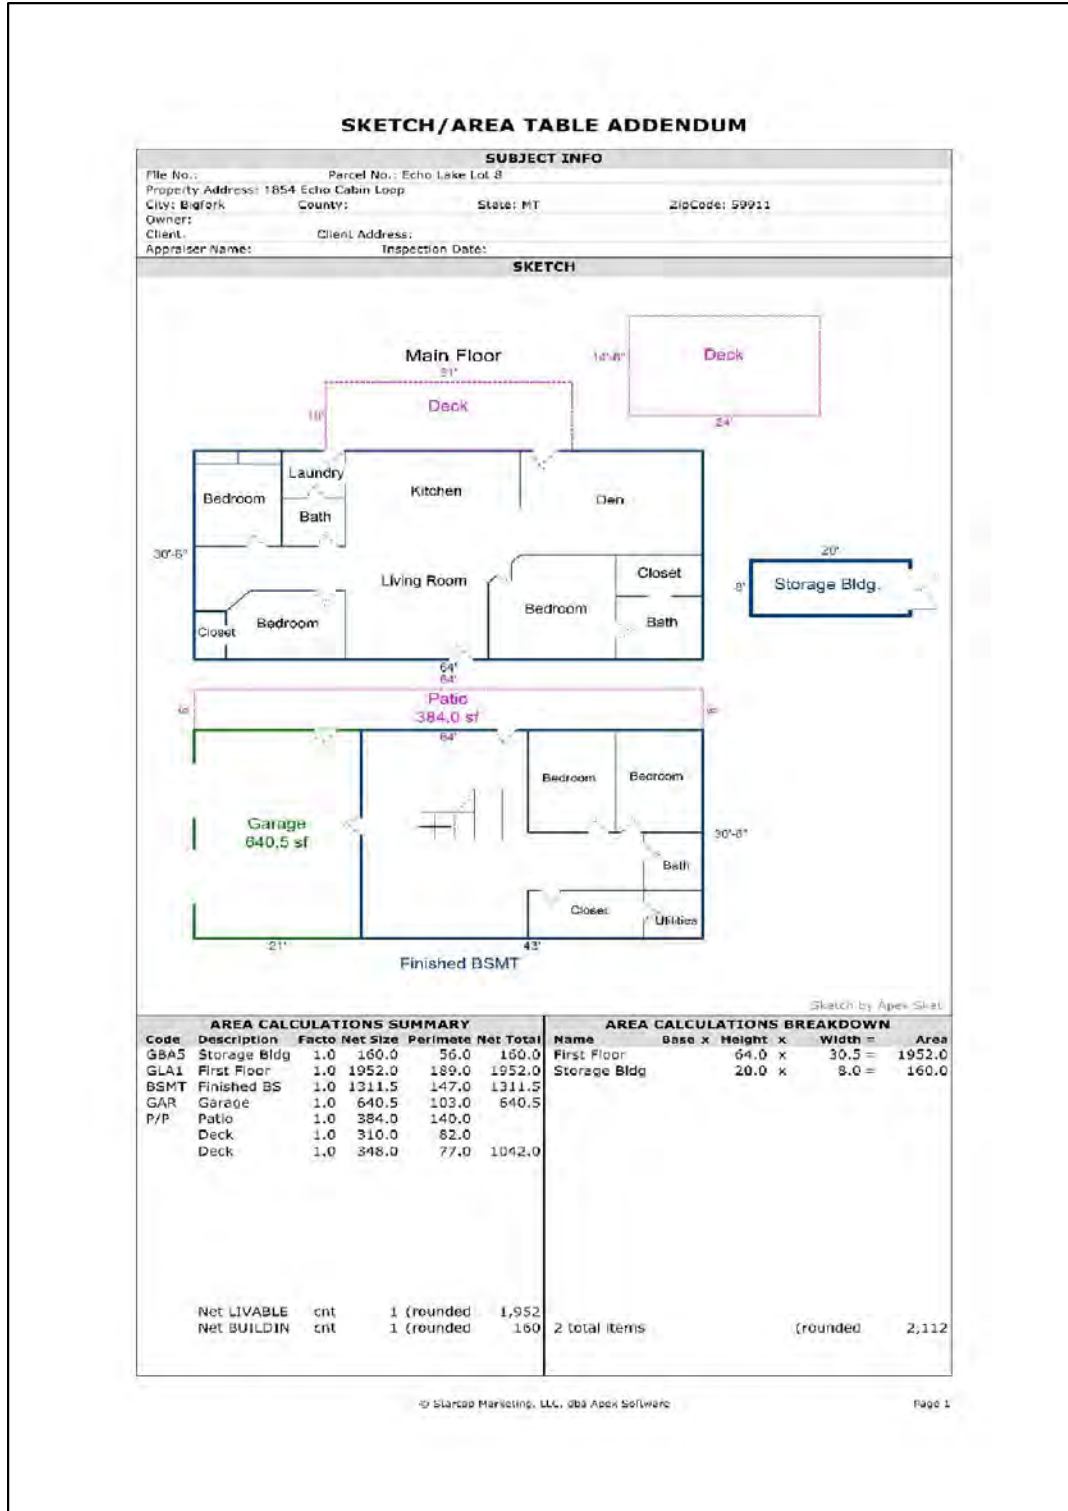 SKETCH/AREA TABLE ADDENDUM
SUBJECT INFO
File No.: Parcel No.: Echo Lake Lot 8
Property Address: 1854 Echo Cabin Loop
City: Bigfork County: State: MT ZipCode: 59911
Owner:
Client: Client Address:
Appraiser Name: Inspection Date:
SKETCH
Main Floor
31'
Deck
10'
14'-6"
Deck
24'
Laundry
Bedroom
Kitchen
Den
Bath
30'-6"
Living Room
Closet
Bedroom
Bath
Closet
Bedroom
64'
20'
8'
Storage Bldg.
64'
Patio
384.0 sf
6'
6'
64'
Bedroom
Bedroom
Garage
640.5 sf
30'-6"
Bath
Closet
Utilities
21'
43'
Finished BSMT
Sketch by Apex Sket
AREA CALCULATIONS SUMMARY
Code Description Facto Net Size Perimete Net Total
GBA5 Storage Bldg 1.0 160.0 56.0 160.0
GLA1 First Floor 1.0 1952.0 189.0 1952.0
BSMT Finished BS 1.0 1311.5 147.0 1311.5
GAR Garage 1.0 640.5 103.0 640.5
P/P Patio 1.0 384.0 140.0
Deck 1.0 310.0 82.0
Deck 1.0 348.0 77.0 1042.0
Net LIVABLE cnt 1 (rounded 1,952
Net BUILDIN cnt 1 (rounded 160
AREA CALCULATIONS BREAKDOWN
Name Base x Height x Width = Area
First Floor 64.0 x 30.5 = 1952.0
Storage Bldg 20.0 x 8.0 = 160.0
2 total items (rounded 2,112
© Starcap Marketing, LLC. dba Apex Software
Page 1